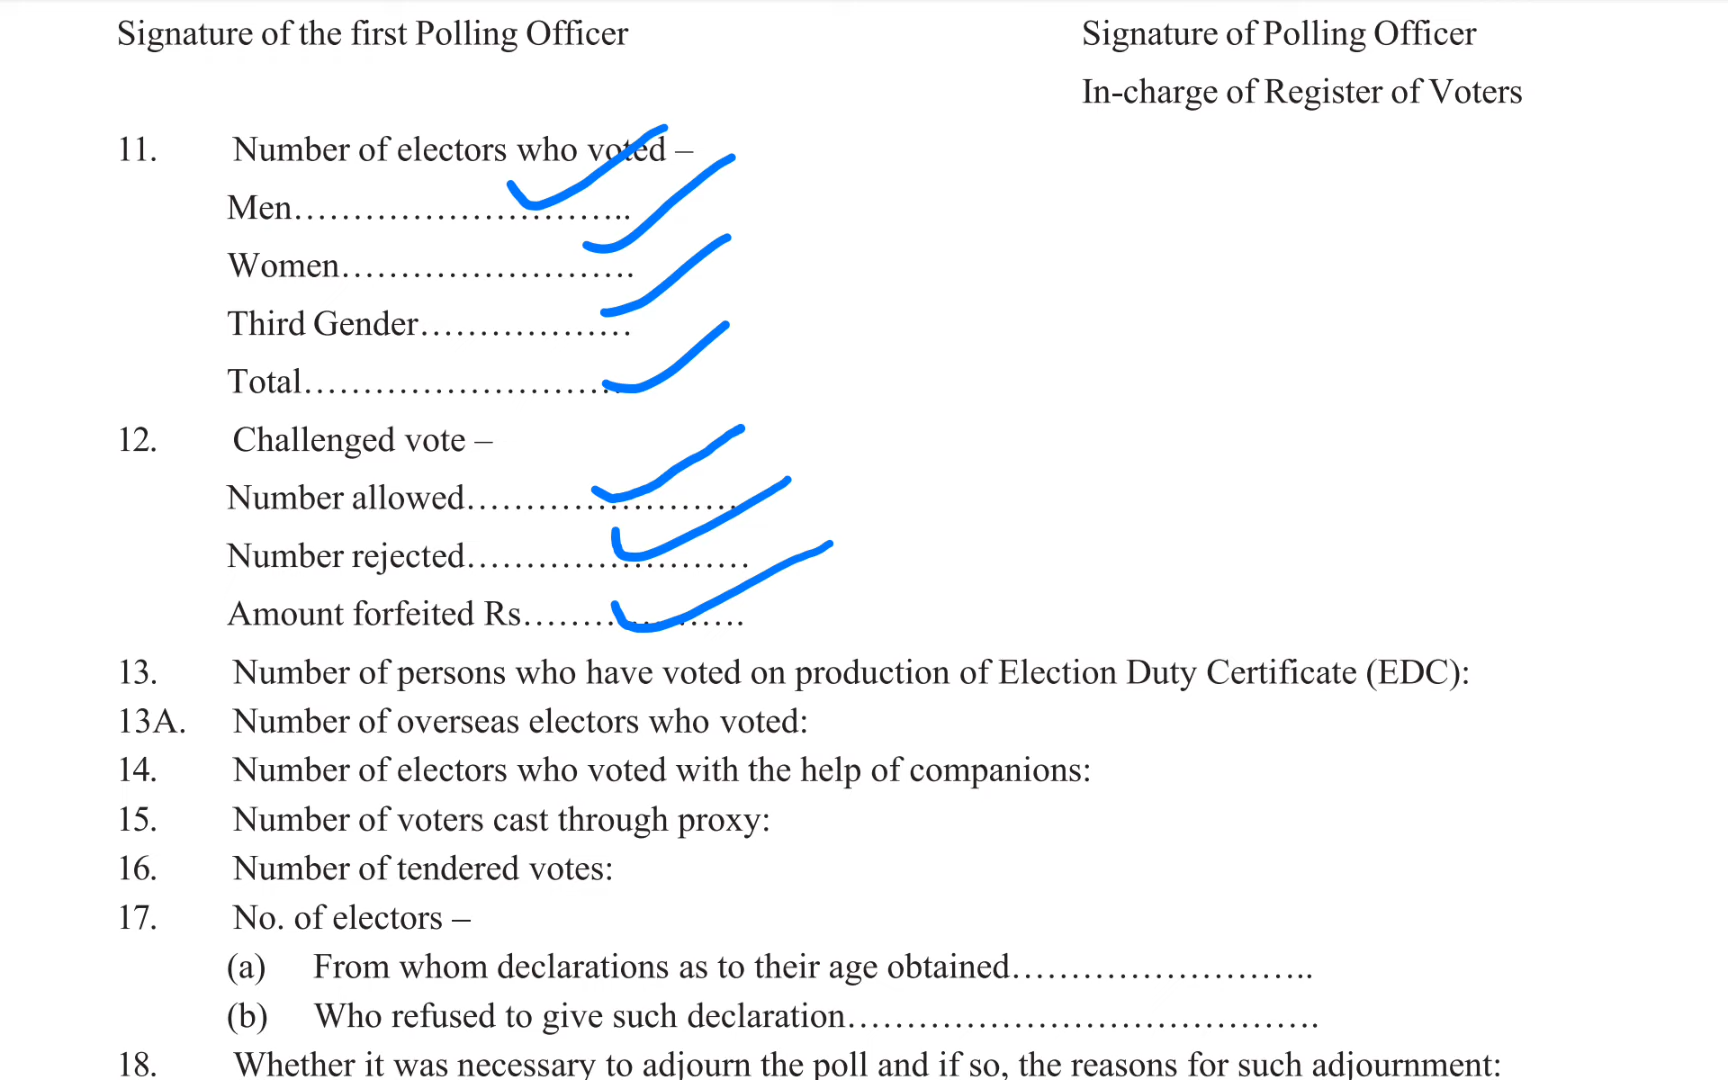 Signature of the first Polling Officer Signature of Polling Officer
In-charge of Register of Voters
11. Number of electors who voted –
Men…………………………..
Women…………………….
Third Gender………………
Total………………………
12. Challenged vote –
Number allowed…………………….
Number rejected……………………
Amount forfeited Rs……………….
13. Number of persons who have voted on production of Election Duty Certificate (EDC):
13A. Number of overseas electors who voted:
14. Number of electors who voted with the help of companions:
15. Number of voters cast through proxy:
16. Number of tendered votes:
17. No. of electors –
(a) From whom declarations as to their age obtained……………………..
(b) Who refused to give such declaration………………………………….
18. Whether it was necessary to adjourn the poll and if so, the reasons for such adjournment: